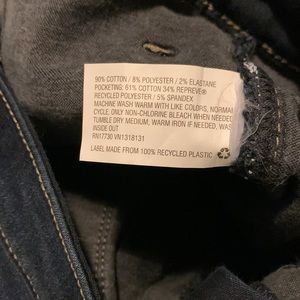 90% COTTON / 8% POLYESTER / 2% ELASTANE
POCKETING: 61% COTTON 34% REPREVE®
RECYCLED POLYESTER / 5% SPANDEX
MACHINE WASH WARM WITH LIKE COLORS, NORMAL
CYCLE, ONLY NON-CHLORINE BLEACH WHEN NEEDED
TUMBLE DRY MEDIUM, WARM IRON IF NEEDED, WASH
INSIDE OUT
RN17730 VN1318131
LABEL MADE FROM 100% RECYCLED PLASTIC